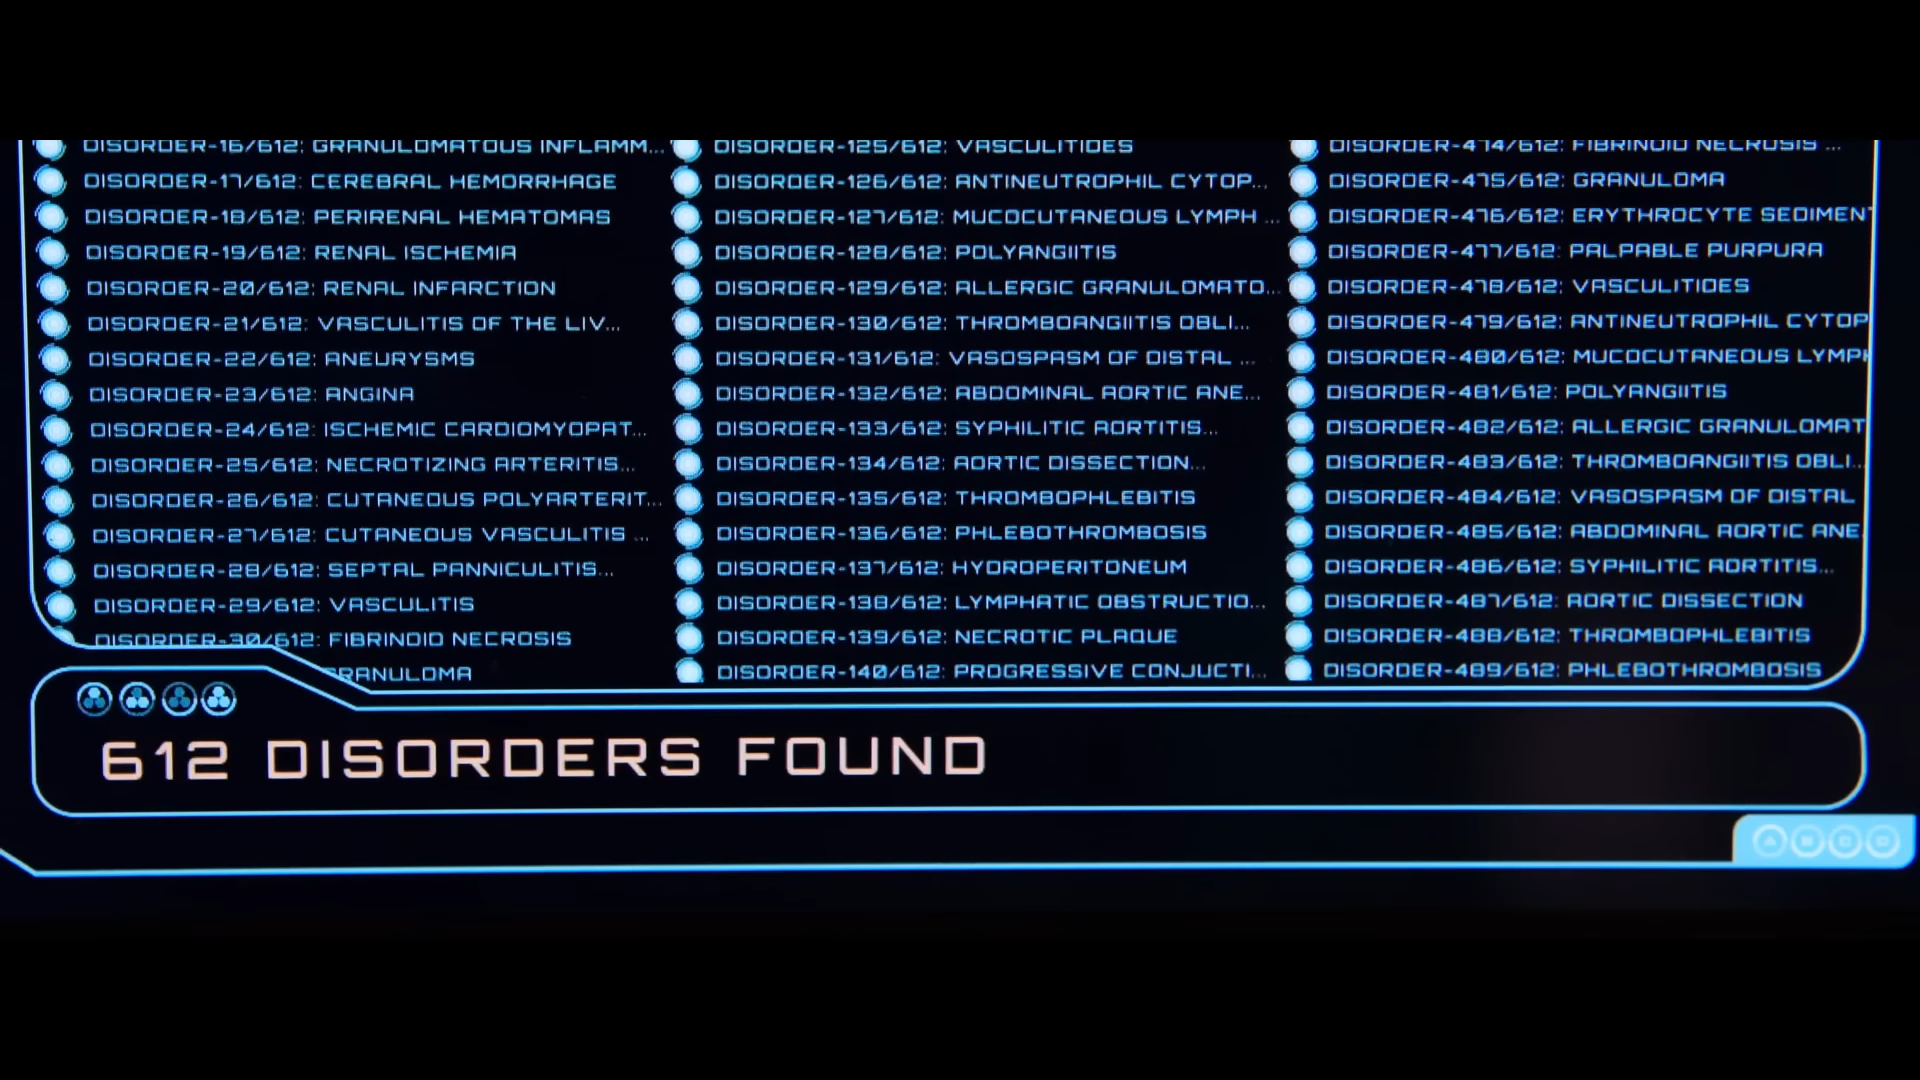 DISORDER-16/612: GRANULOMATOUS INFLAMM...
DISORDER-17/612: CEREBRAL HEMORRHAGE
DISORDER-18/612: PERIRENAL HEMATOMAS
DISORDER-19/612: RENAL ISCHEMIA
DISORDER-20/612: RENAL INFARCTION
DISORDER-21/612: VASCULITIS OF THE LIV...
DISORDER-22/612: ANEURYSMS
DISORDER-23/612: ANGINA
DISORDER-24/612: ISCHEMIC CARDIOMYOPAT...
DISORDER-25/612: NECROTIZING ARTERITIS...
DISORDER-26/612: CUTANEOUS POLYARTERIT...
DISORDER-27/612: CUTANEOUS VASCULITIS ...
DISORDER-28/612: SEPTAL PANNICULITIS...
DISORDER-29/612: VASCULITIS
DISORDER-30/612: FIBRINOID NECROSIS
GRANULOMA
DISORDER-125/612: VASCULITIDES
DISORDER-126/612: ANTINEUTROPHIL CYTOP...
DISORDER-127/612: MUCOCUTANEOUS LYMPH ...
DISORDER-128/612: POLYANGIITIS
DISORDER-129/612: ALLERGIC GRANULOMATO...
DISORDER-130/612: THROMBOANGIITIS OBLI...
DISORDER-131/612: VASOSPASM OF DISTAL ...
DISORDER-132/612: ABDOMINAL AORTIC ANE...
DISORDER-133/612: SYPHILITIC AORTITIS...
DISORDER-134/612: AORTIC DISSECTION...
DISORDER-135/612: THROMBOPHLEBITIS
DISORDER-136/612: PHLEBOTHROMBOSIS
DISORDER-137/612: HYDROPERITONEUM
DISORDER-138/612: LYMPHATIC OBSTRUCTIO...
DISORDER-139/612: NECROTIC PLAQUE
DISORDER-140/612: PROGRESSIVE CONJUCTI...
DISORDER-474/612: FIBRINOID NECROSIS ...
DISORDER-475/612: GRANULOMA
DISORDER-476/612: ERYTHROCYTE SEDIMENT
DISORDER-477/612: PALPABLE PURPURA
DISORDER-478/612: VASCULITIDES
DISORDER-479/612: ANTINEUTROPHIL CYTOP
DISORDER-480/612: MUCOCUTANEOUS LYMPH
DISORDER-481/612: POLYANGIITIS
DISORDER-482/612: ALLERGIC GRANULOMAT
DISORDER-483/612: THROMBOANGIITIS OBLI...
DISORDER-484/612: VASOSPASM OF DISTAL
DISORDER-485/612: ABDOMINAL AORTIC ANE
DISORDER-486/612: SYPHILITIC AORTITIS...
DISORDER-487/612: AORTIC DISSECTION
DISORDER-488/612: THROMBOPHLEBITIS
DISORDER-489/612: PHLEBOTHROMBOSIS
612 DISORDERS FOUND